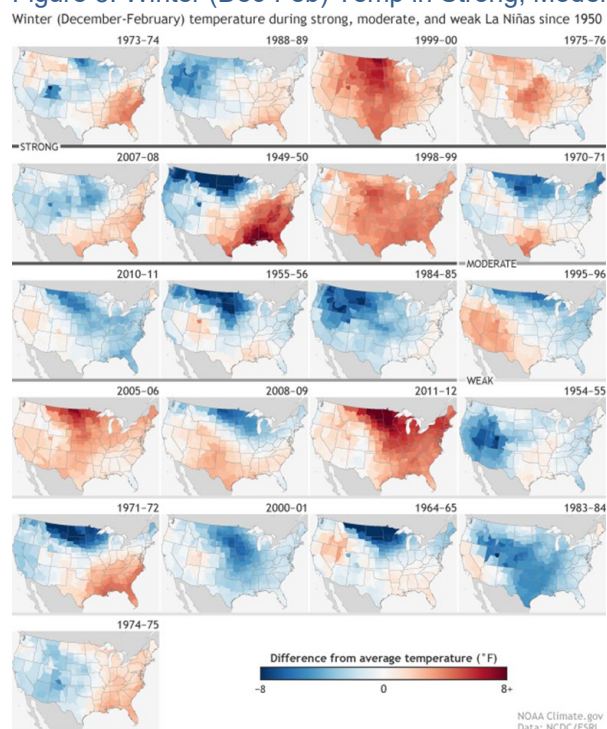 Winter (December-February) temperature during strong, moderate, and weak La Niñas since 1950
1973-74 1988-89 1999-00 1975-76
STRONG
2007-08 1949-50 1998-99 1970-71
MODERATE
2010-11 1955-56 1984-85 1995-96
WEAK
2005-06 2008-09 2011-12 1954-55
1971-72 2000-01 1964-65 1983-84
1974-75
Difference from average temperature (°F)
-8 0 8+
NOAA Climate.gov
Data: NCDC/ESRL